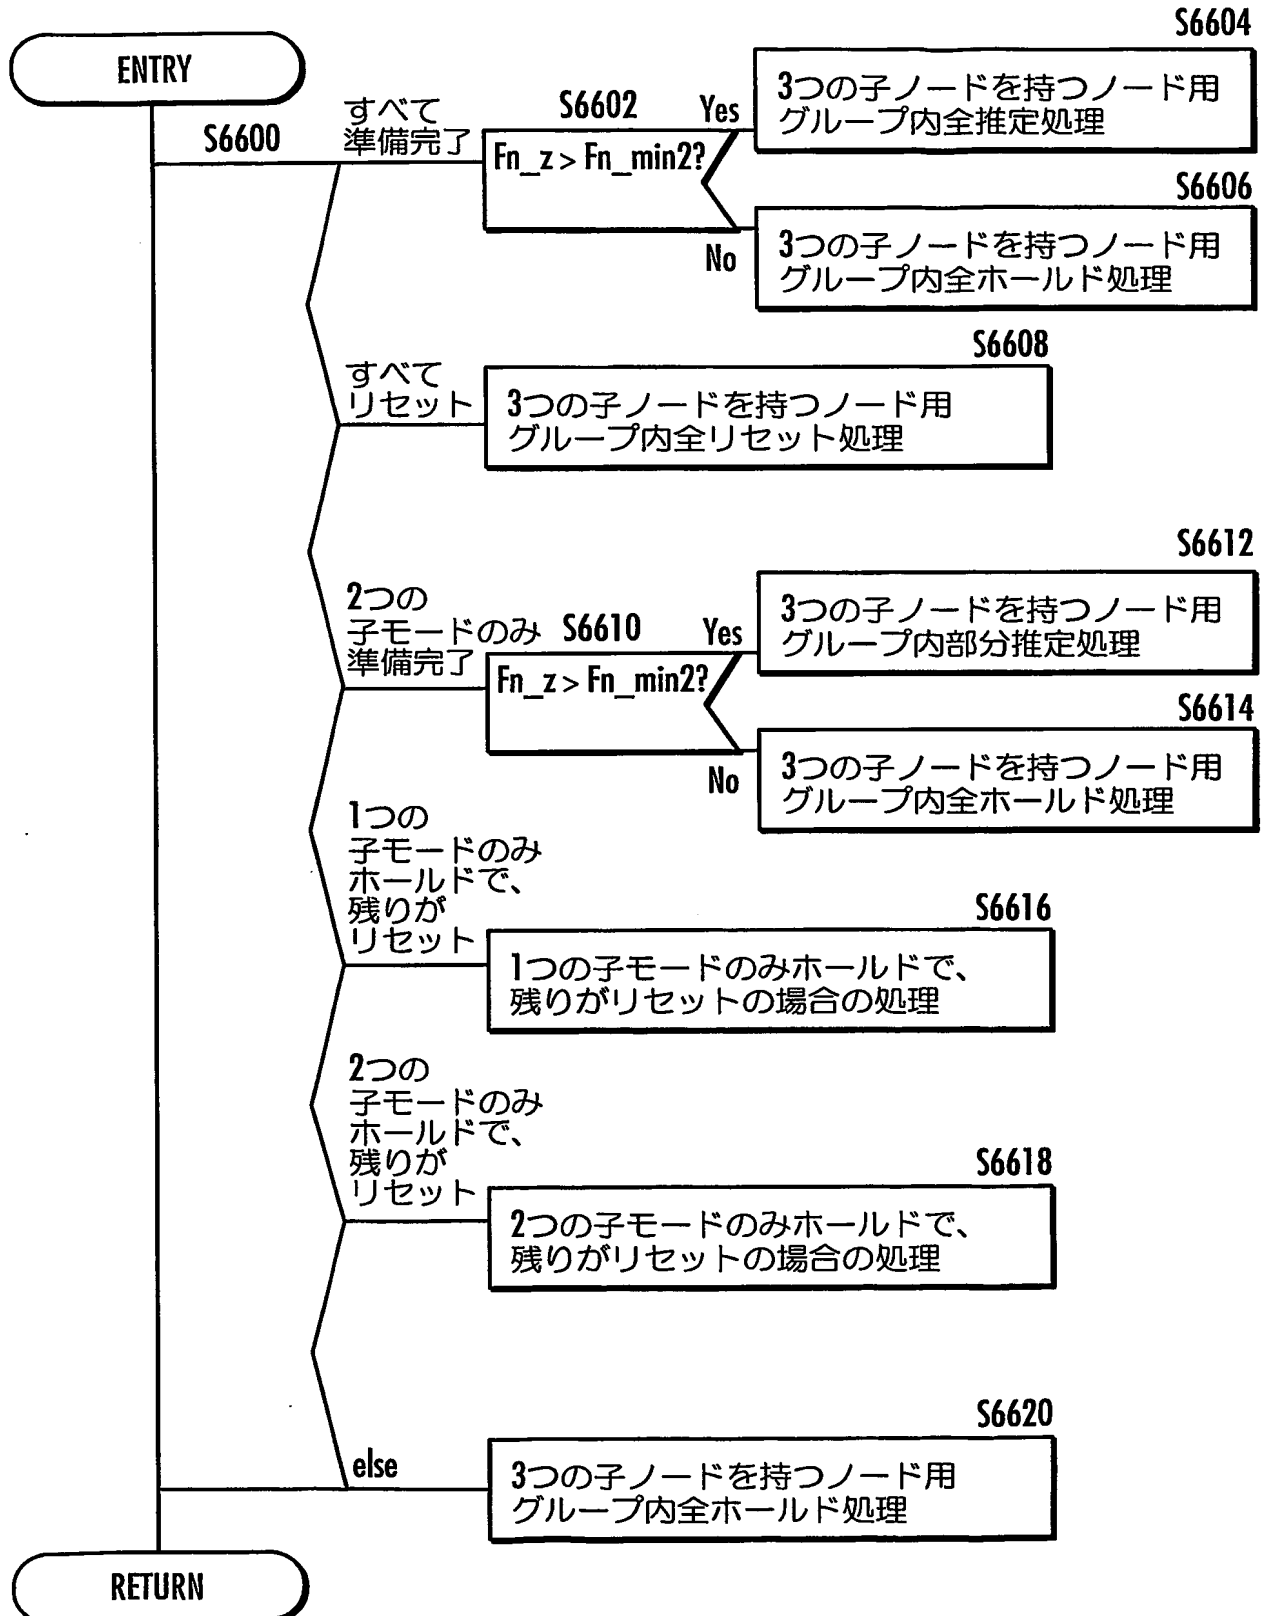 S6604
ENTRY
3つの子ノードを持つノード用
グループ内全推定処理
すべて
準備完了
S6600
S6602
Yes
Fn_z > Fn_min2?
S6606
No
3つの子ノードを持つノード用
グループ内全ホールド処理
S6608
すべて
リセット
3つの子ノードを持つノード用
グループ内全リセット処理
S6612
2つの
子モードのみ
準備完了
S6610
Yes
3つの子ノードを持つノード用
グループ内部分推定処理
Fn_z > Fn_min2?
S6614
No
3つの子ノードを持つノード用
グループ内全ホールド処理
1つの
子モードのみ
ホールドで、
残りが
リセット
S6616
1つの子モードのみホールドで、
残りがリセットの場合の処理
2つの
子モードのみ
ホールドで、
残りが
リセット
S6618
2つの子モードのみホールドで、
残りがリセットの場合の処理
S6620
else
3つの子ノードを持つノード用
グループ内全ホールド処理
RETURN